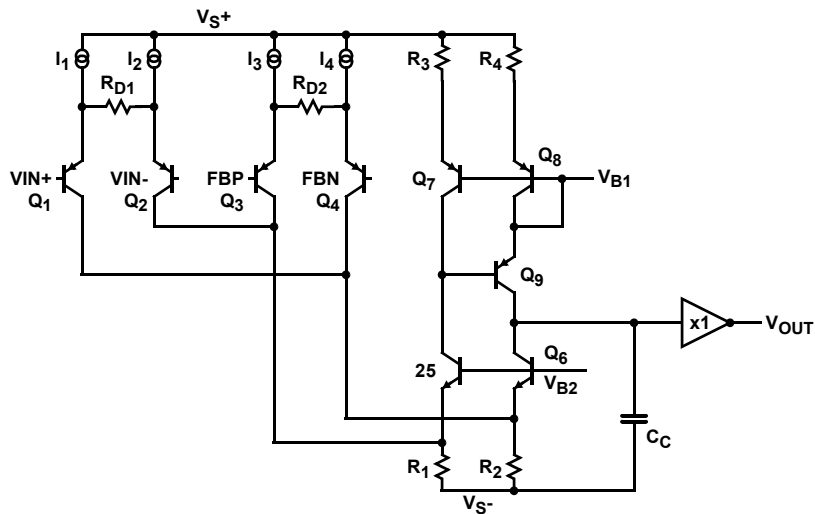 VS+
I1
I2
I3
I4
R3
R4
RD1
RD2
VIN+
Q1
VIN-
Q2
FBP
Q3
FBN
Q4
Q7
Q8
VB1
Q9
x1
VOUT
25
Q6
VB2
CC
R1
R2
VS-